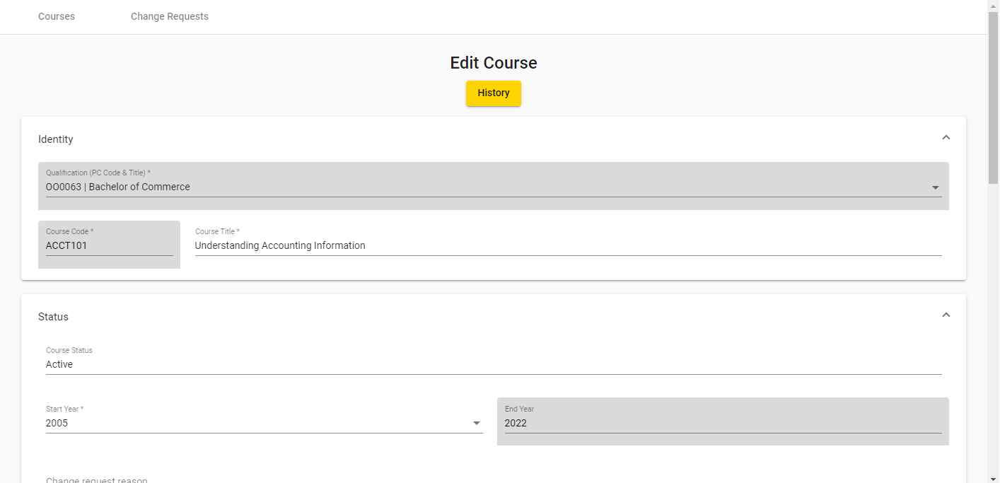 Courses Change Requests
Edit Course
History
Identity
Qualification (PC Code & Title) *
OO0063 | Bachelor of Commerce
Course Code * Course Title *
ACCT101 Understanding Accounting Information
Status
Course Status
Active
Start Year * End Year
2005 2022
Change request reason